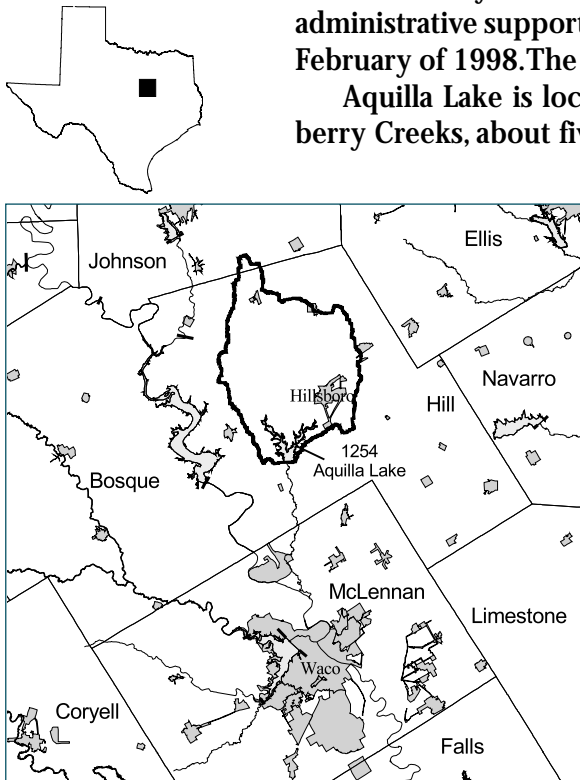 administrative support
February of 1998.The
Aquilla Lake is loc
berry Creeks, about fiv
Ellis
Johnson
Navarro
Hillsboro
Hill
1254
Aquilla Lake
Bosque
McLennan
Limestone
Waco
Coryell
Falls